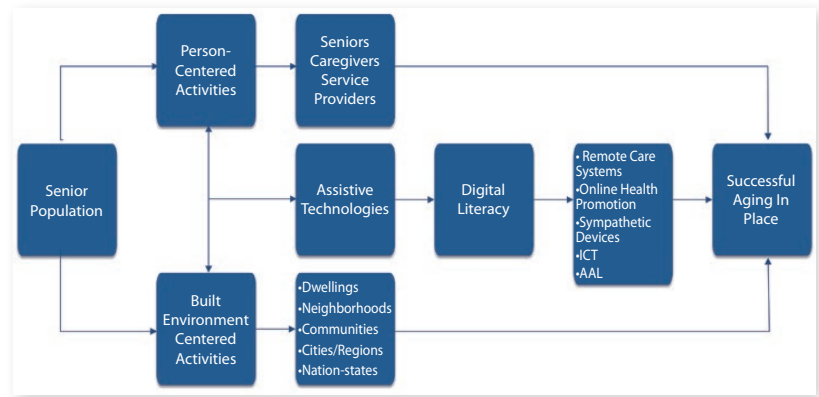 Senior
Population
Person-
Centered
Activities
Seniors
Caregivers
Service
Providers
Assistive
Technologies
Digital
Literacy
• Remote Care
Systems
•Online Health
Promotion
•Sympathetic
Devices
•ICT
•AAL
Successful
Aging In
Place
Built
Environment
Centered
Activities
•Dwellings
•Neighborhoods
•Communities
•Cities/Regions
•Nation-states